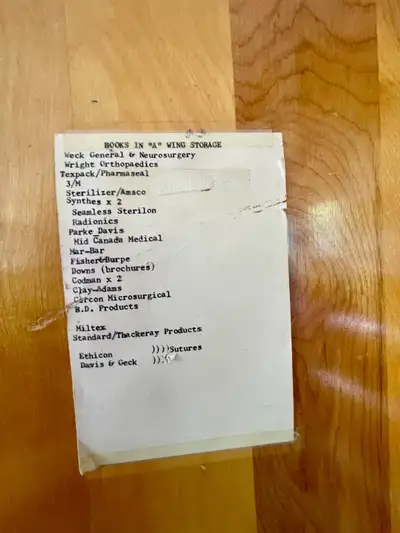 BOOKS IN "A" WING STORAGE
Weck General & Neurosurgery
Wright Orthopaedics
Texpack/Pharmaseal
3/M
Sterilizer/Amsco
Synthes x 2
Seamless Sterilon
Radionics
Parke Davis
Mid Canada Medical
Mar-Bar
Fisher&Burpe
Downs (brochures)
Codman x 2
Clay-Adams
Circon Microsurgical
B.D. Products
Miltex
Standard/Thackeray Products
Ethicon ))))Sutures
Davis & Geck